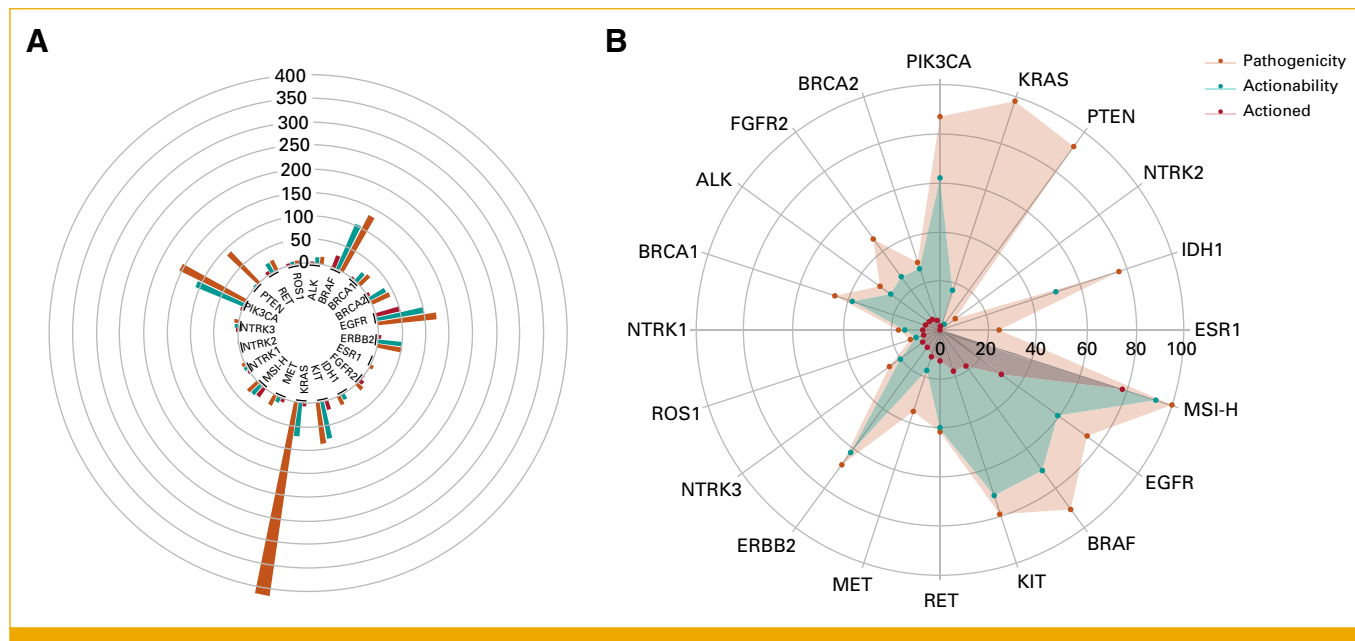 A
400
350
300
250
200
150
100
50
0
ROS1
ALK
BRAF
BRCA1
BRCA2
EGFR
ERBB2
ESR1
FGFR2
IDH1
KIT
KRAS
MET
MSI-H
NTRK1
NTRK2
NTRK3
PIK3CA
PTEN
RET
B
PIK3CA
KRAS
PTEN
NTRK2
IDH1
ESR1
MSI-H
EGFR
BRAF
KIT
RET
MET
ERBB2
NTRK3
ROS1
NTRK1
BRCA1
ALK
FGFR2
BRCA2
0 20 40 60 80 100
Pathogenicity
Actionability
Actioned